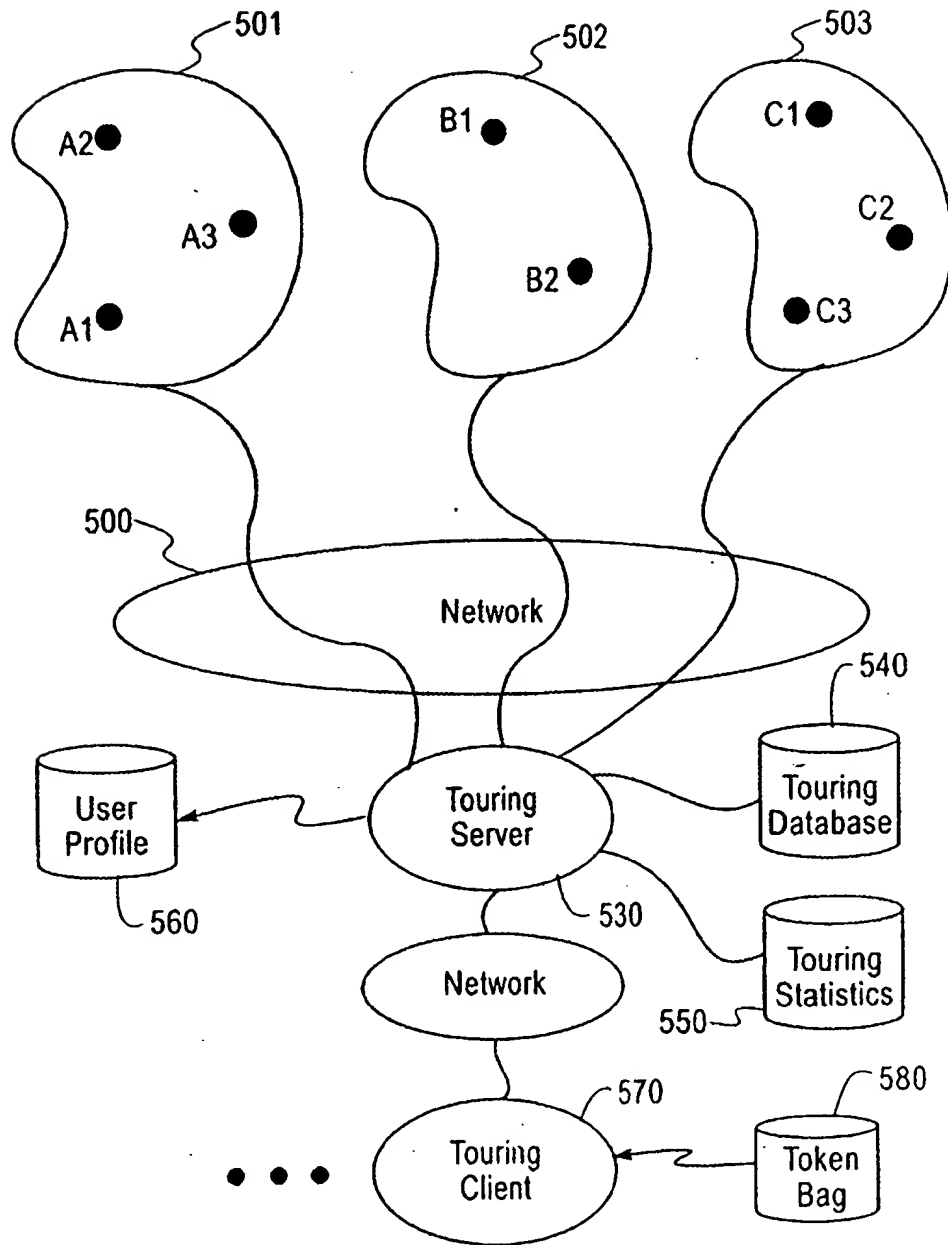 501
502
503
A2
A3
A1
B1
B2
C1
C2
C3
500
Network
540
User
Profile
560
Touring
Server
530
Touring
Database
Network
Touring
Statistics
550
570
580
Touring
Client
Token
Bag